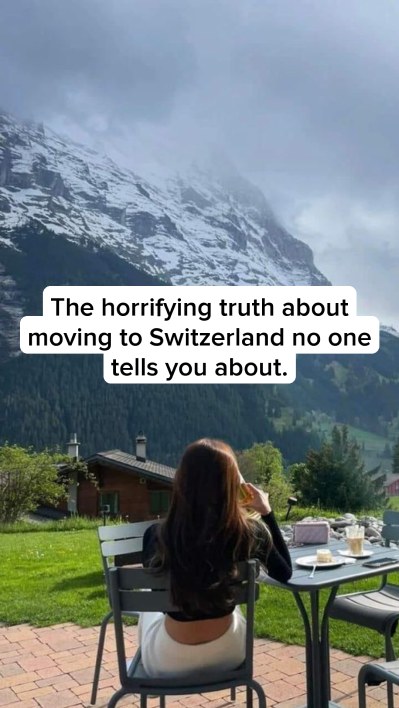 The horrifying truth about
moving to Switzerland no one
tells you about.